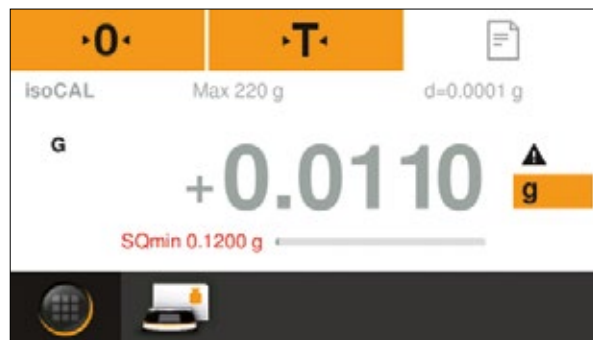 0 T
isoCAL Max 220 g d=0.0001 g
G
+0.0110 g
SQmin 0.1200 g